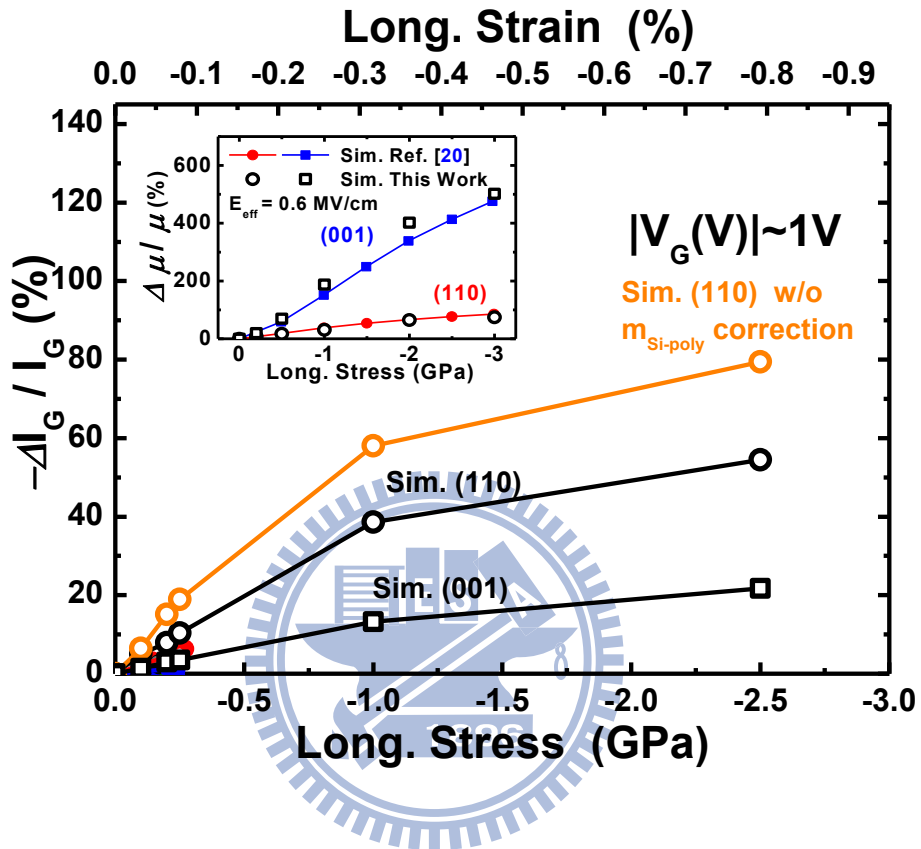 Long. Strain (%)
0.0 -0.1 -0.2 -0.3 -0.4 -0.5 -0.6 -0.7 -0.8 -0.9
140
120
100
80
60
40
20
0
−ΔI_G / I_G (%)
600
400
200
0
Δ μ / μ (%)
Sim. Ref. [20]
Sim. This Work
E_eff = 0.6 MV/cm
(001)
(110)
0 -1 -2 -3
Long. Stress (GPa)
|V_G(V)|~1V
Sim. (110) w/o
m_Si-poly correction
Sim. (110)
Sim. (001)
E S
1896
0.0 -0.5 -1.0 -1.5 -2.0 -2.5 -3.0
Long. Stress (GPa)